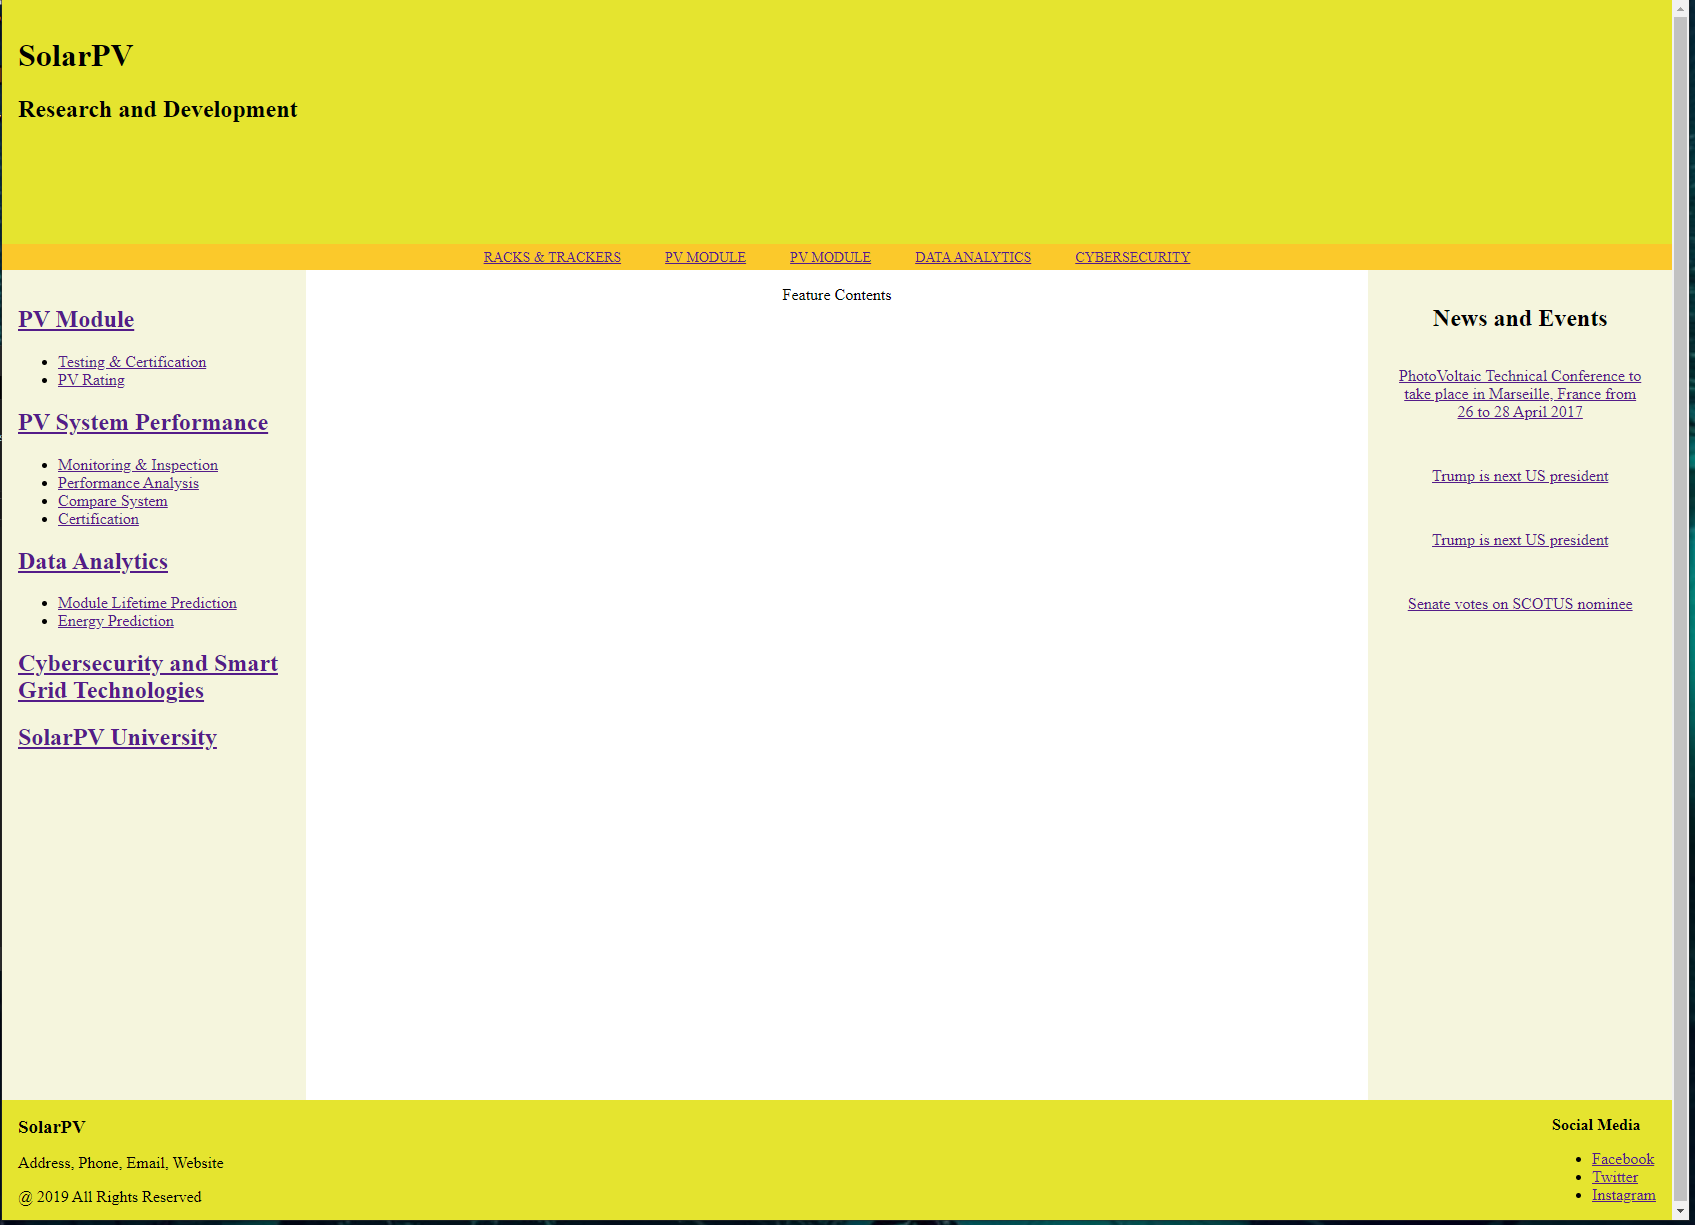 SolarPV
Research and Development
RACKS & TRACKERS PV MODULE PV MODULE DATA ANALYTICS CYBERSECURITY
PV Module
Testing & Certification
PV Rating
PV System Performance
Monitoring & Inspection
Performance Analysis
Compare System
Certification
Data Analytics
Module Lifetime Prediction
Energy Prediction
Cybersecurity and Smart
Grid Technologies
SolarPV University
Feature Contents
News and Events
PhotoVoltaic Technical Conference to
take place in Marseille, France from
26 to 28 April 2017
Trump is next US president
Trump is next US president
Senate votes on SCOTUS nominee
SolarPV
Address, Phone, Email, Website
@ 2019 All Rights Reserved
Social Media
Facebook
Twitter
Instagram